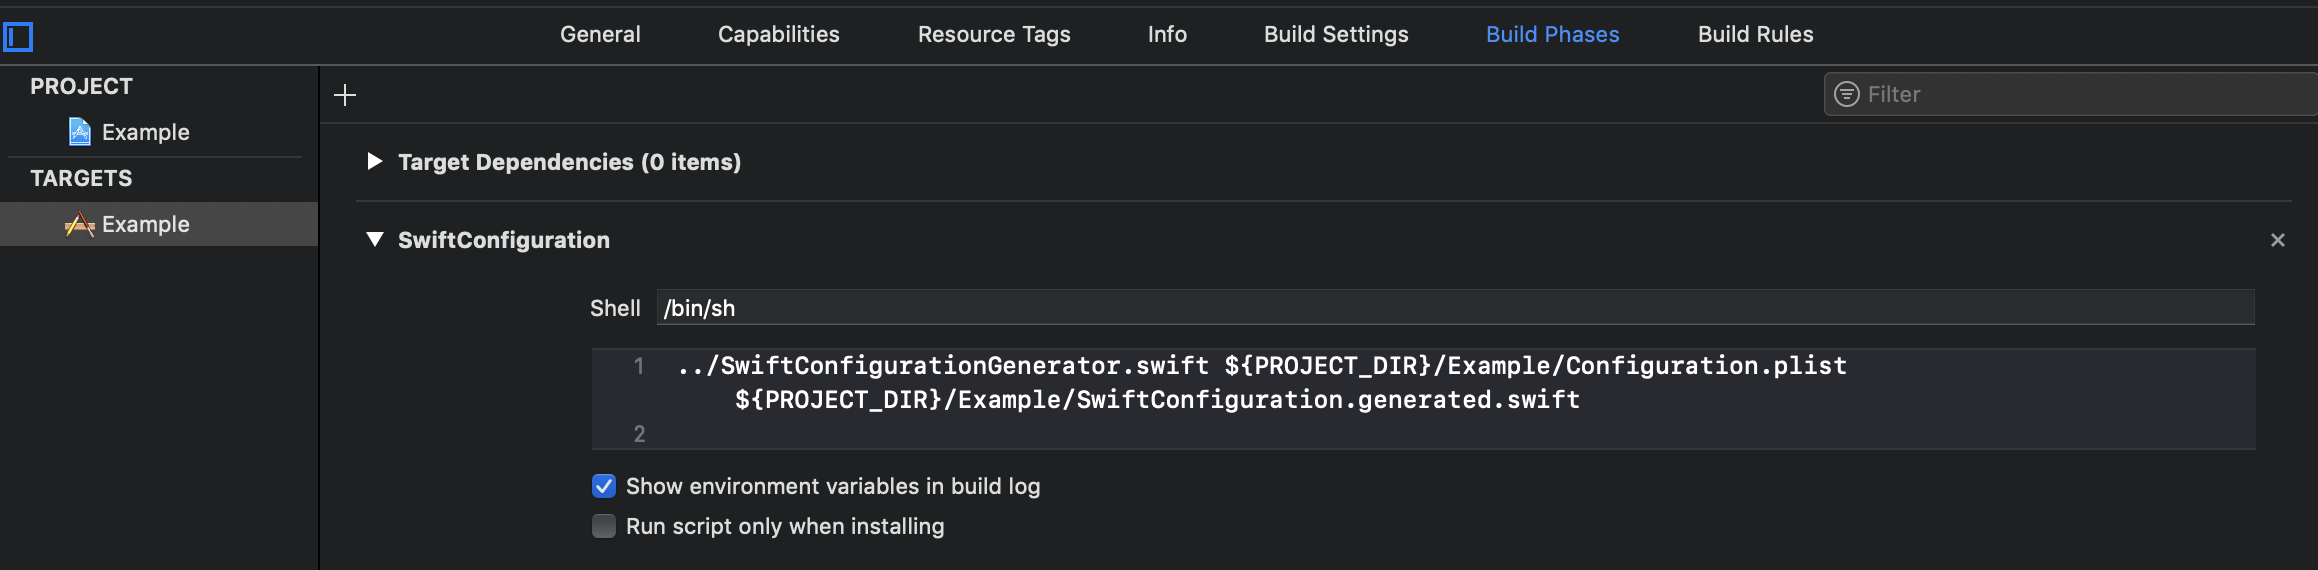 General Capabilities Resource Tags Info Build Settings Build Phases Build Rules
PROJECT
Filter
Example
Target Dependencies (0 items)
TARGETS
Example
SwiftConfiguration
Shell /bin/sh
1 ../SwiftConfigurationGenerator.swift ${PROJECT_DIR}/Example/Configuration.plist
${PROJECT_DIR}/Example/SwiftConfiguration.generated.swift
2
Show environment variables in build log
Run script only when installing